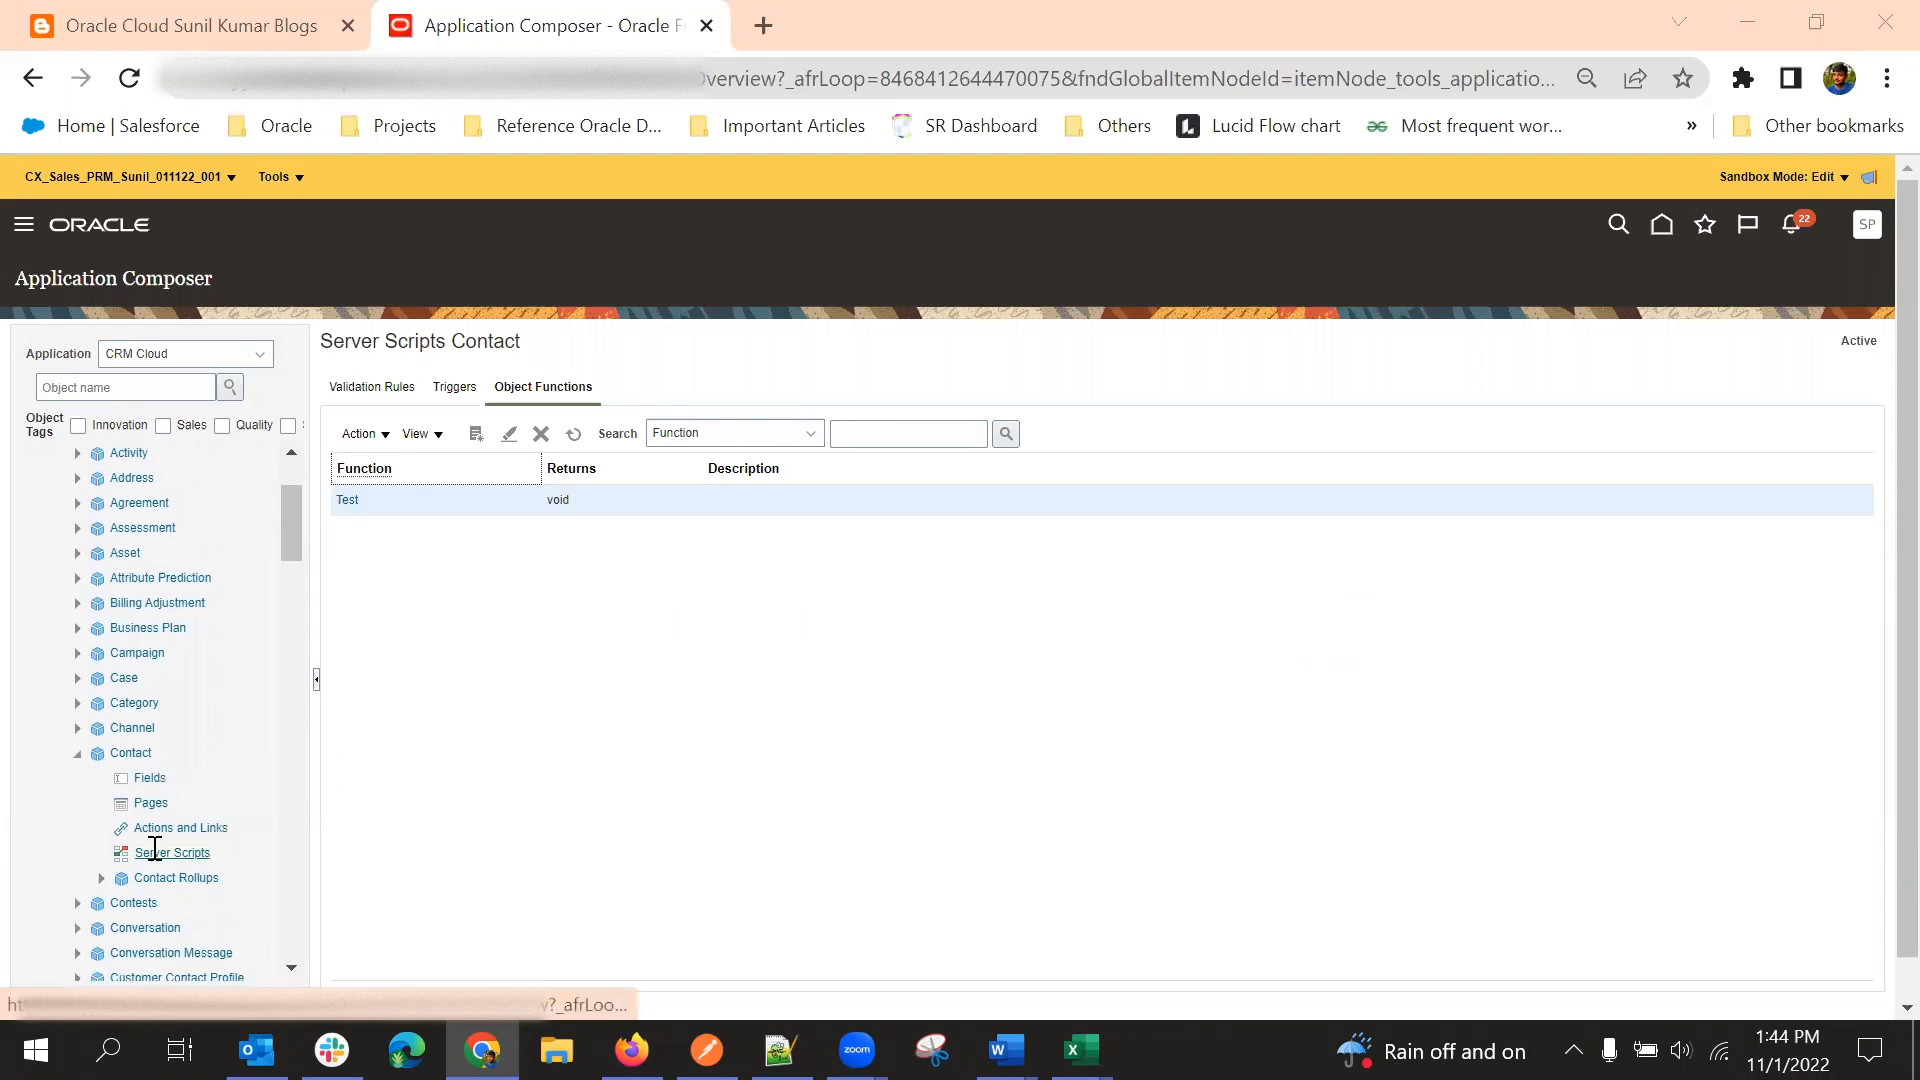 Oracle Cloud Sunil Kumar Blogs
Application Composer - Oracle F
verview?_afrLoop=8468412644470075&fndGlobalItemNodeId=itemNode_tools_applicatio...
Home | Salesforce
Oracle
Projects
Reference Oracle D...
Important Articles
SR Dashboard
Others
Lucid Flow chart
Most frequent wor...
»
Other bookmarks
CX_Sales_PRM_Sunil_011122_001
Tools
Sandbox Mode: Edit
ORACLE
22
SP
Application Composer
Application
CRM Cloud
Object name
Object Tags
Innovation
Sales
Quality
Activity
Address
Agreement
Assessment
Asset
Attribute Prediction
Billing Adjustment
Business Plan
Campaign
Case
Category
Channel
Contact
Fields
Pages
Actions and Links
Server Scripts
Contact Rollups
Contests
Conversation
Conversation Message
Customer Contact Profile
Server Scripts Contact
Active
Validation Rules
Triggers
Object Functions
Action
View
Search
Function
Function
Returns
Description
Test
void
?_afrLoo...
zoom
Rain off and on
1:44 PM
11/1/2022